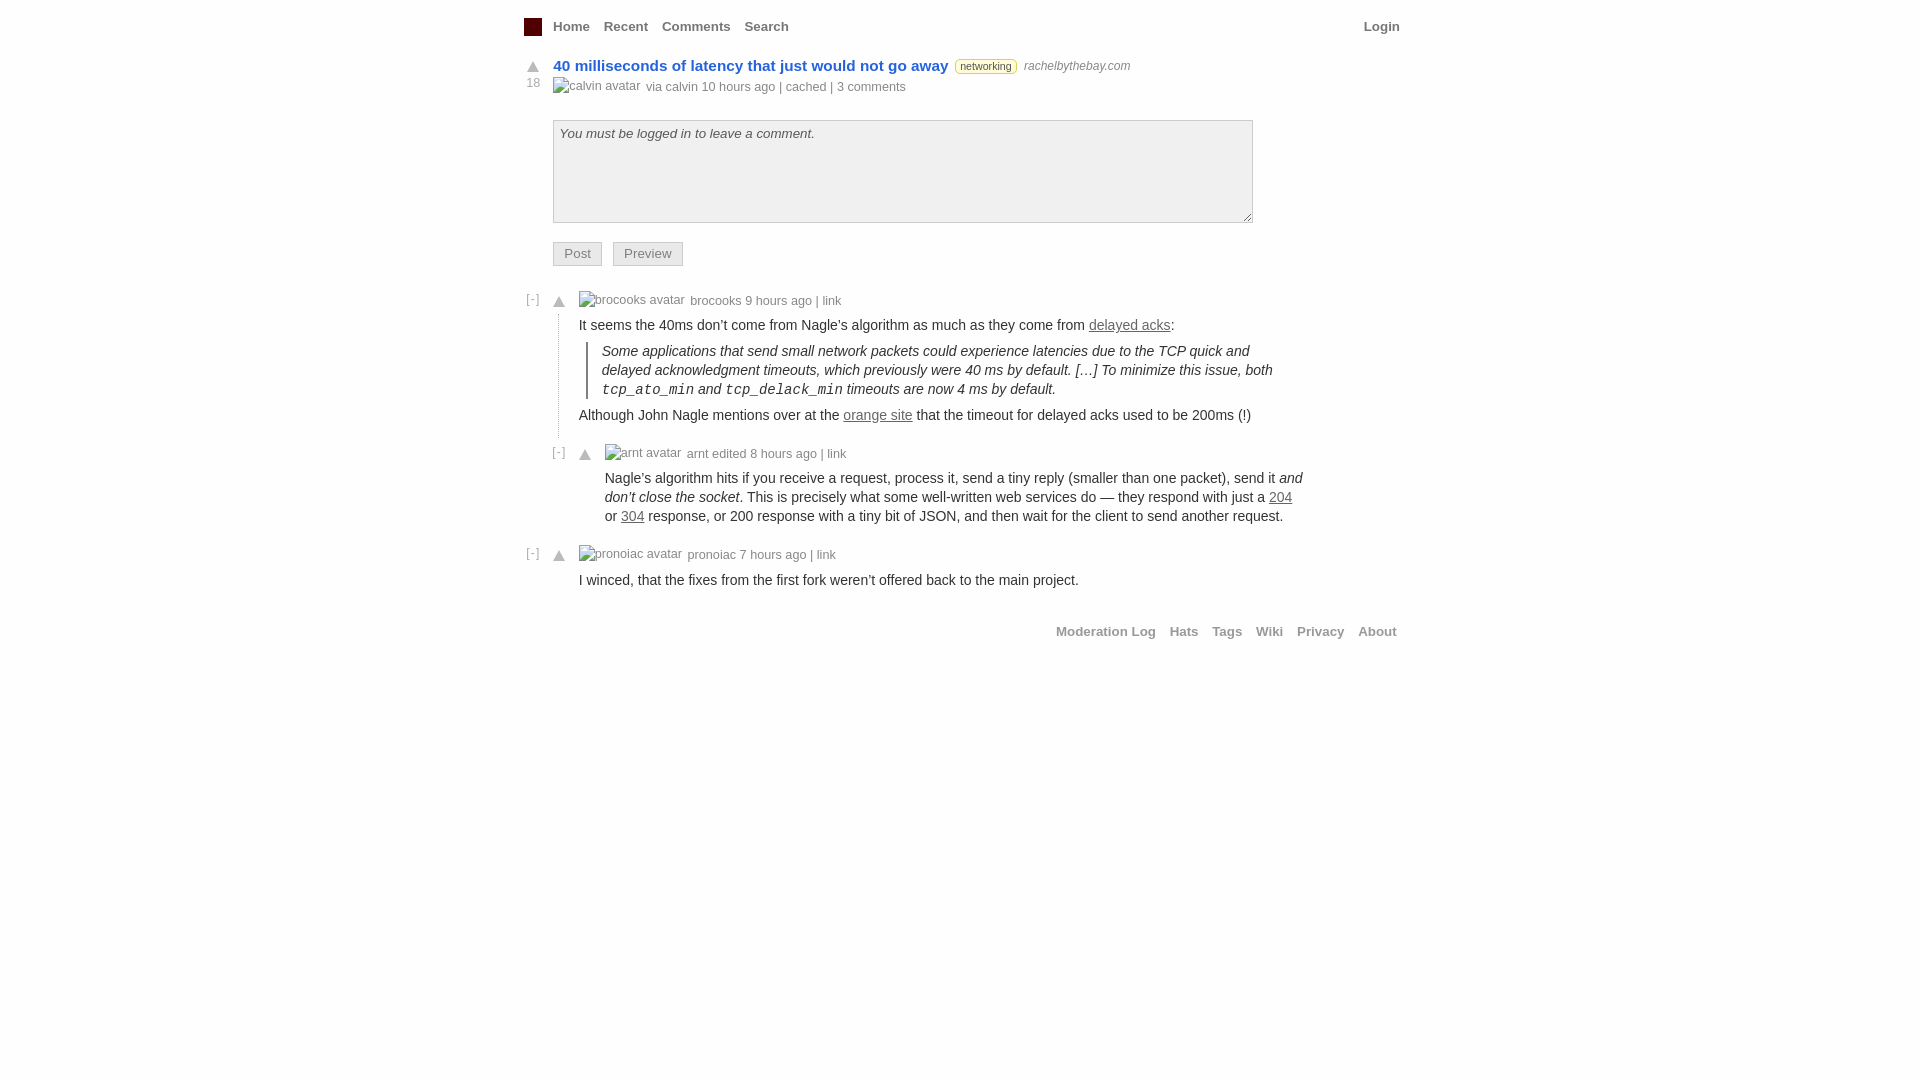 Home Recent Comments Search Login
40 milliseconds of latency that just would not go away networking rachelbythebay.com
18
calvin avatar via calvin 10 hours ago | cached | 3 comments
You must be logged in to leave a comment.
Post Preview
[-] brocooks avatar brocooks 9 hours ago | link
It seems the 40ms don’t come from Nagle’s algorithm as much as they come from delayed acks:
Some applications that send small network packets could experience latencies due to the TCP quick and
delayed acknowledgment timeouts, which previously were 40 ms by default. […] To minimize this issue, both
tcp_ato_min and tcp_delack_min timeouts are now 4 ms by default.
Although John Nagle mentions over at the orange site that the timeout for delayed acks used to be 200ms (!)
[-] arnt avatar arnt edited 8 hours ago | link
Nagle’s algorithm hits if you receive a request, process it, send a tiny reply (smaller than one packet), send it and
don’t close the socket. This is precisely what some well-written web services do — they respond with just a 204
or 304 response, or 200 response with a tiny bit of JSON, and then wait for the client to send another request.
[-] pronoiac avatar pronoiac 7 hours ago | link
I winced, that the fixes from the first fork weren’t offered back to the main project.
Moderation Log Hats Tags Wiki Privacy About